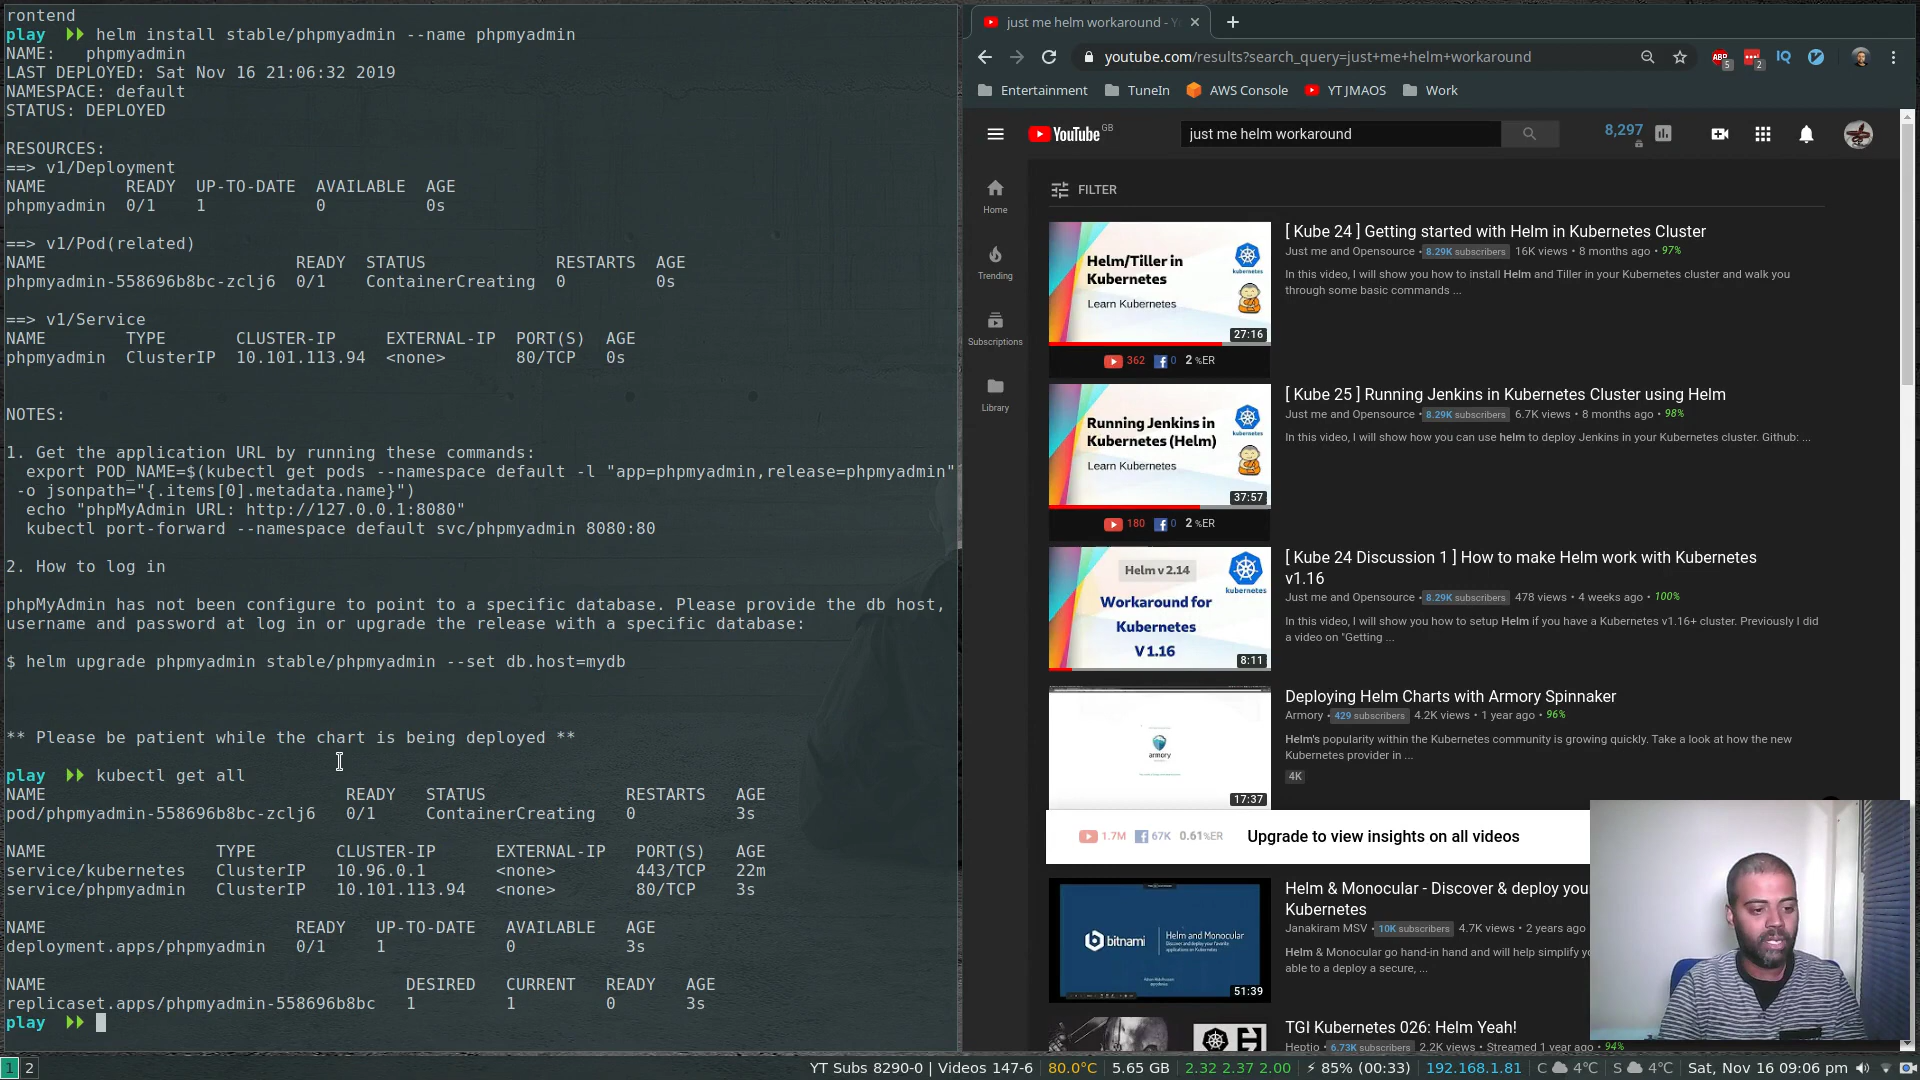 rontend
play helm install stable/phpmyadmin --name phpmyadmin
NAME: phpmyadmin
LAST DEPLOYED: Sat Nov 16 21:06:32 2019
NAMESPACE: default
STATUS: DEPLOYED
RESOURCES:
==> v1/Deployment
NAME READY UP-TO-DATE AVAILABLE AGE
phpmyadmin 0/1 1 0 0s
==> v1/Pod(related)
NAME READY STATUS RESTARTS AGE
phpmyadmin-558696b8bc-zclj6 0/1 ContainerCreating 0 0s
==> v1/Service
NAME TYPE CLUSTER-IP EXTERNAL-IP PORT(S) AGE
phpmyadmin ClusterIP 10.101.113.94 <none> 80/TCP 0s
NOTES:
1. Get the application URL by running these commands:
export POD_NAME=$(kubectl get pods --namespace default -l "app=phpmyadmin,release=phpmyadmin"
-o jsonpath="{.items[0].metadata.name}")
echo "phpMyAdmin URL: http://127.0.0.1:8080"
kubectl port-forward --namespace default svc/phpmyadmin 8080:80
2. How to log in
phpMyAdmin has not been configure to point to a specific database. Please provide the db host,
username and password at log in or upgrade the release with a specific database:
$ helm upgrade phpmyadmin stable/phpmyadmin --set db.host=mydb
** Please be patient while the chart is being deployed **
play kubectl get all
NAME READY STATUS RESTARTS AGE
pod/phpmyadmin-558696b8bc-zclj6 0/1 ContainerCreating 0 3s
NAME TYPE CLUSTER-IP EXTERNAL-IP PORT(S) AGE
service/kubernetes ClusterIP 10.96.0.1 <none> 443/TCP 22m
service/phpmyadmin ClusterIP 10.101.113.94 <none> 80/TCP 3s
NAME READY UP-TO-DATE AVAILABLE AGE
deployment.apps/phpmyadmin 0/1 1 0 3s
NAME DESIRED CURRENT READY AGE
replicaset.apps/phpmyadmin-558696b8bc 1 1 0 3s
play
just me helm workaround - Y
youtube.com/results?search_query=just+me+helm+workaround
ABP 5 2 IQ
Entertainment TuneIn AWS Console YT JMAOS Work
YouTube GB
just me helm workaround
8,297
Home
Trending
Subscriptions
Library
FILTER
Helm/Tiller in
Kubernetes
Learn Kubernetes
kubernetes
27:16
362 0 2 %ER
[ Kube 24 ] Getting started with Helm in Kubernetes Cluster
Just me and Opensource • 8.29K subscribers 16K views • 8 months ago • 97%
In this video, I will show you how to install Helm and Tiller in your Kubernetes cluster and walk you
through some basic commands ...
Running Jenkins in
Kubernetes (Helm)
Learn Kubernetes
kubernetes
37:57
180 0 2 %ER
[ Kube 25 ] Running Jenkins in Kubernetes Cluster using Helm
Just me and Opensource • 8.29K subscribers 6.7K views • 8 months ago • 98%
In this video, I will show how you can use helm to deploy Jenkins in your Kubernetes cluster. Github: ...
Helm v 2.14
Workaround for
Kubernetes
V 1.16
kubernetes
8:11
[ Kube 24 Discussion 1 ] How to make Helm work with Kubernetes
v1.16
Just me and Opensource • 8.29K subscribers 478 views • 4 weeks ago • 100%
In this video, I will show you how to setup Helm if you have a Kubernetes v1.16+ cluster. Previously I did
a video on "Getting ...
armory
17:37
Deploying Helm Charts with Armory Spinnaker
Armory • 429 subscribers 4.2K views • 1 year ago • 96%
Helm's popularity within the Kubernetes community is growing quickly. Take a look at how the new
Kubernetes provider in ...
4K
1.7M 67K 0.61%ER Upgrade to view insights on all videos
bitnami Helm and Monocular
51:39
Helm & Monocular - Discover & deploy you
Kubernetes
Janakiram MSV • 10K subscribers 4.7K views • 2 years ago
Helm & Monocular go hand-in hand and will help simplify yo
able to a deploy a secure, ...
TGI Kubernetes 026: Helm Yeah!
Heptio • 6.73K subscribers 2.2K views • Streamed 1 year ago • 94%
1 2
YT Subs 8290-0 | Videos 147-6 80.0°C 5.65 GB 2.32 2.37 2.00 85% (00:33) 192.168.1.81 C 4℃ S 4℃ Sat, Nov 16 09:06 pm